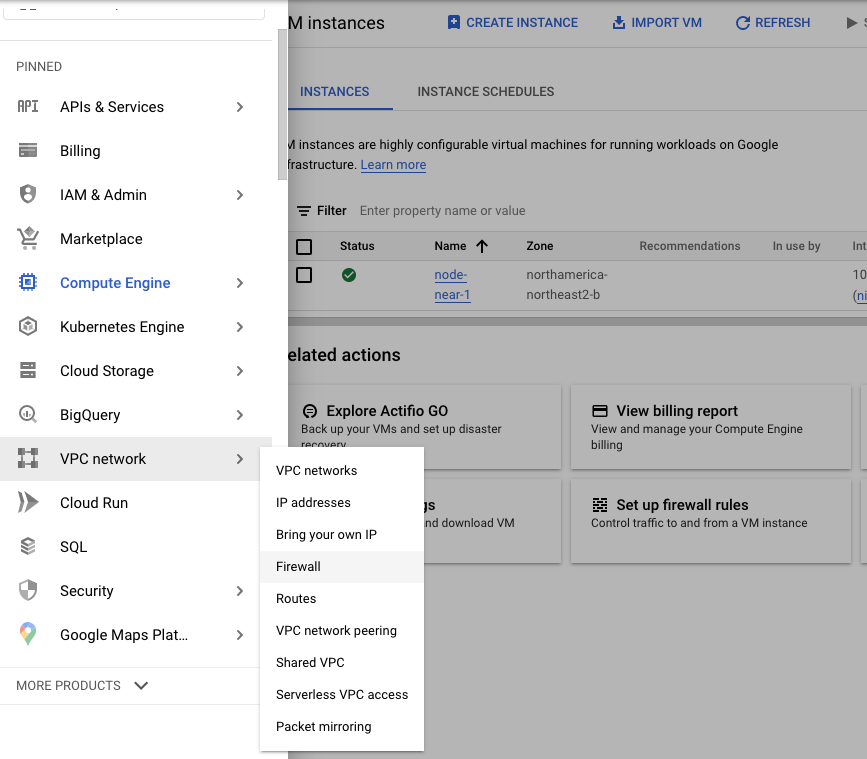 PINNED
API APIs & Services
Billing
IAM & Admin
Marketplace
Compute Engine
Kubernetes Engine
Cloud Storage
BigQuery
VPC network
Cloud Run
SQL
Security
Google Maps Plat...
MORE PRODUCTS
VPC networks
IP addresses
Bring your own IP
Firewall
Routes
VPC network peering
Shared VPC
Serverless VPC access
Packet mirroring
M instances
CREATE INSTANCE
IMPORT VM
REFRESH
INSTANCES
INSTANCE SCHEDULES
M instances are highly configurable virtual machines for running workloads on Google
frastructure. Learn more
Filter Enter property name or value
Status Name Zone Recommendations In use by Int
node-
near-1
northamerica-
northeast2-b
10
(ni
elated actions
Explore Actifio GO
Back up your VMs and set up disaster
recovery
View billing report
View and manage your Compute Engine
billing
gs
and download VM
Set up firewall rules
Control traffic to and from a VM instance